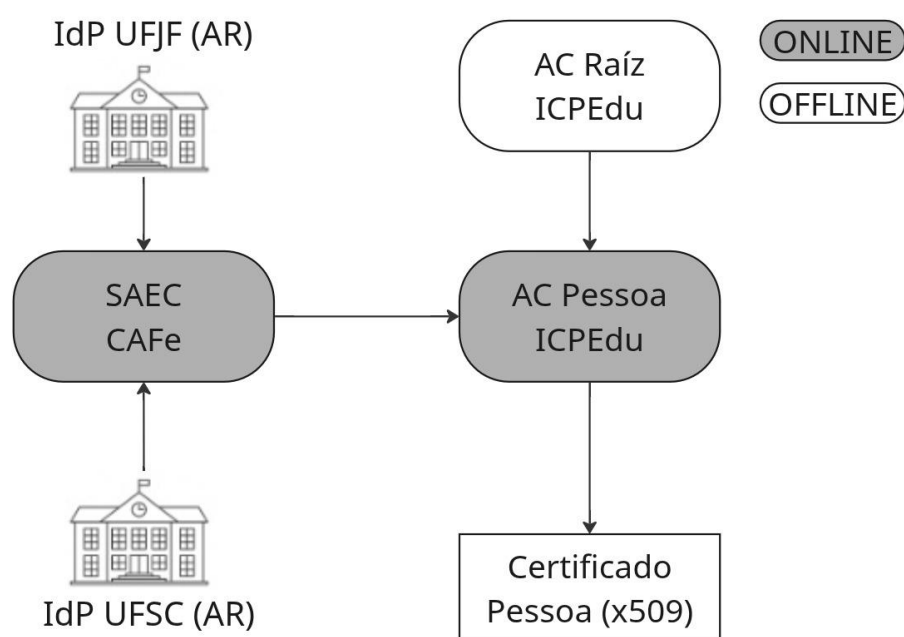 IdP UFJF (AR)
AC Raíz
ICPEdu
ONLINE
OFFLINE
SAEC
CAFe
AC Pessoa
ICPEdu
IdP UFSC (AR)
Certificado
Pessoa (x509)